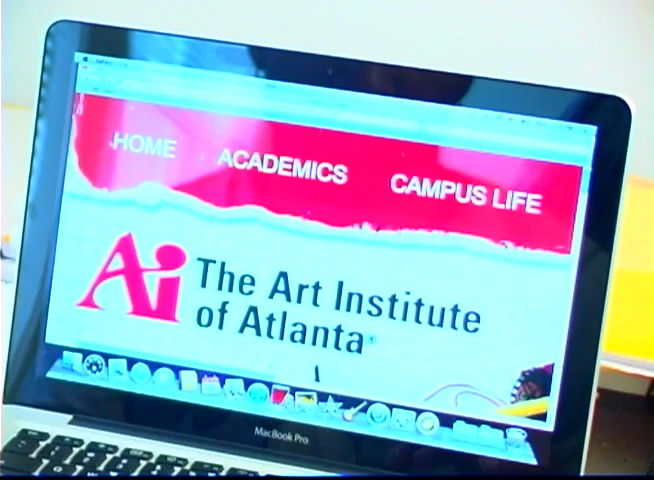 HOME ACADEMICS CAMPUS LIFE
Ai The Art Institute
of Atlanta
MacBook Pro